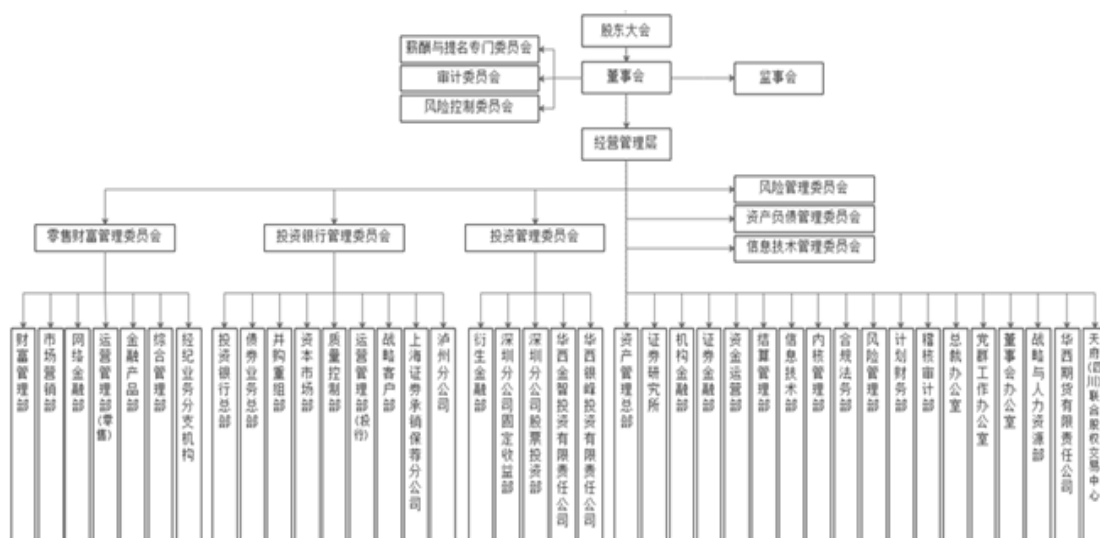 股东大会
薪酬与提名专门委员会
审计委员会
风险控制委员会
董事会
监事会
经营管理层
风险管理委员会
资产负债管理委员会
信息技术管理委员会
零售财富管理委员会
投资银行管理委员会
投资管理委员会
财富管理部
市场营销部
网络金融部
运营管理部(零售)
金融产品部
综合管理部
经纪业务分支机构
投资银行总部
债券业务总部
并购重组部
资本市场部
质量控制部
运营管理部(投行)
战略客户部
上海证券承销保荐分公司
泸州分公司
衍生金融部
深圳分公司固定收益部
深圳分公司股票投资部
华西金智投资有限责任公司
华西银峰投资有限责任公司
资产管理总部
证券研究所
机构金融部
证券金融部
资金运营部
结算管理部
信息技术部
内核管理部
合规法务部
风险管理部
计划财务部
稽核审计部
总裁办公室
党群工作办公室
董事会办公室
战略与人力资源部
华西期货有限责任公司
天府(四川)联合股权交易中心